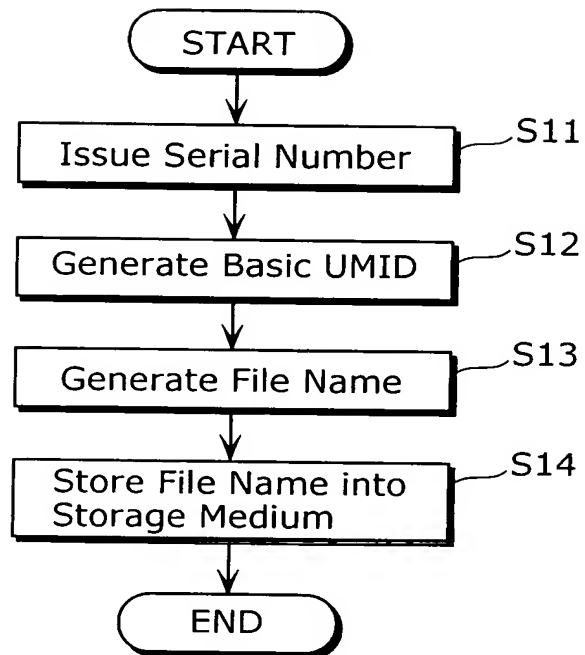 START
Issue Serial Number
S11
Generate Basic UMID
S12
Generate File Name
S13
Store File Name into
Storage Medium
S14
END